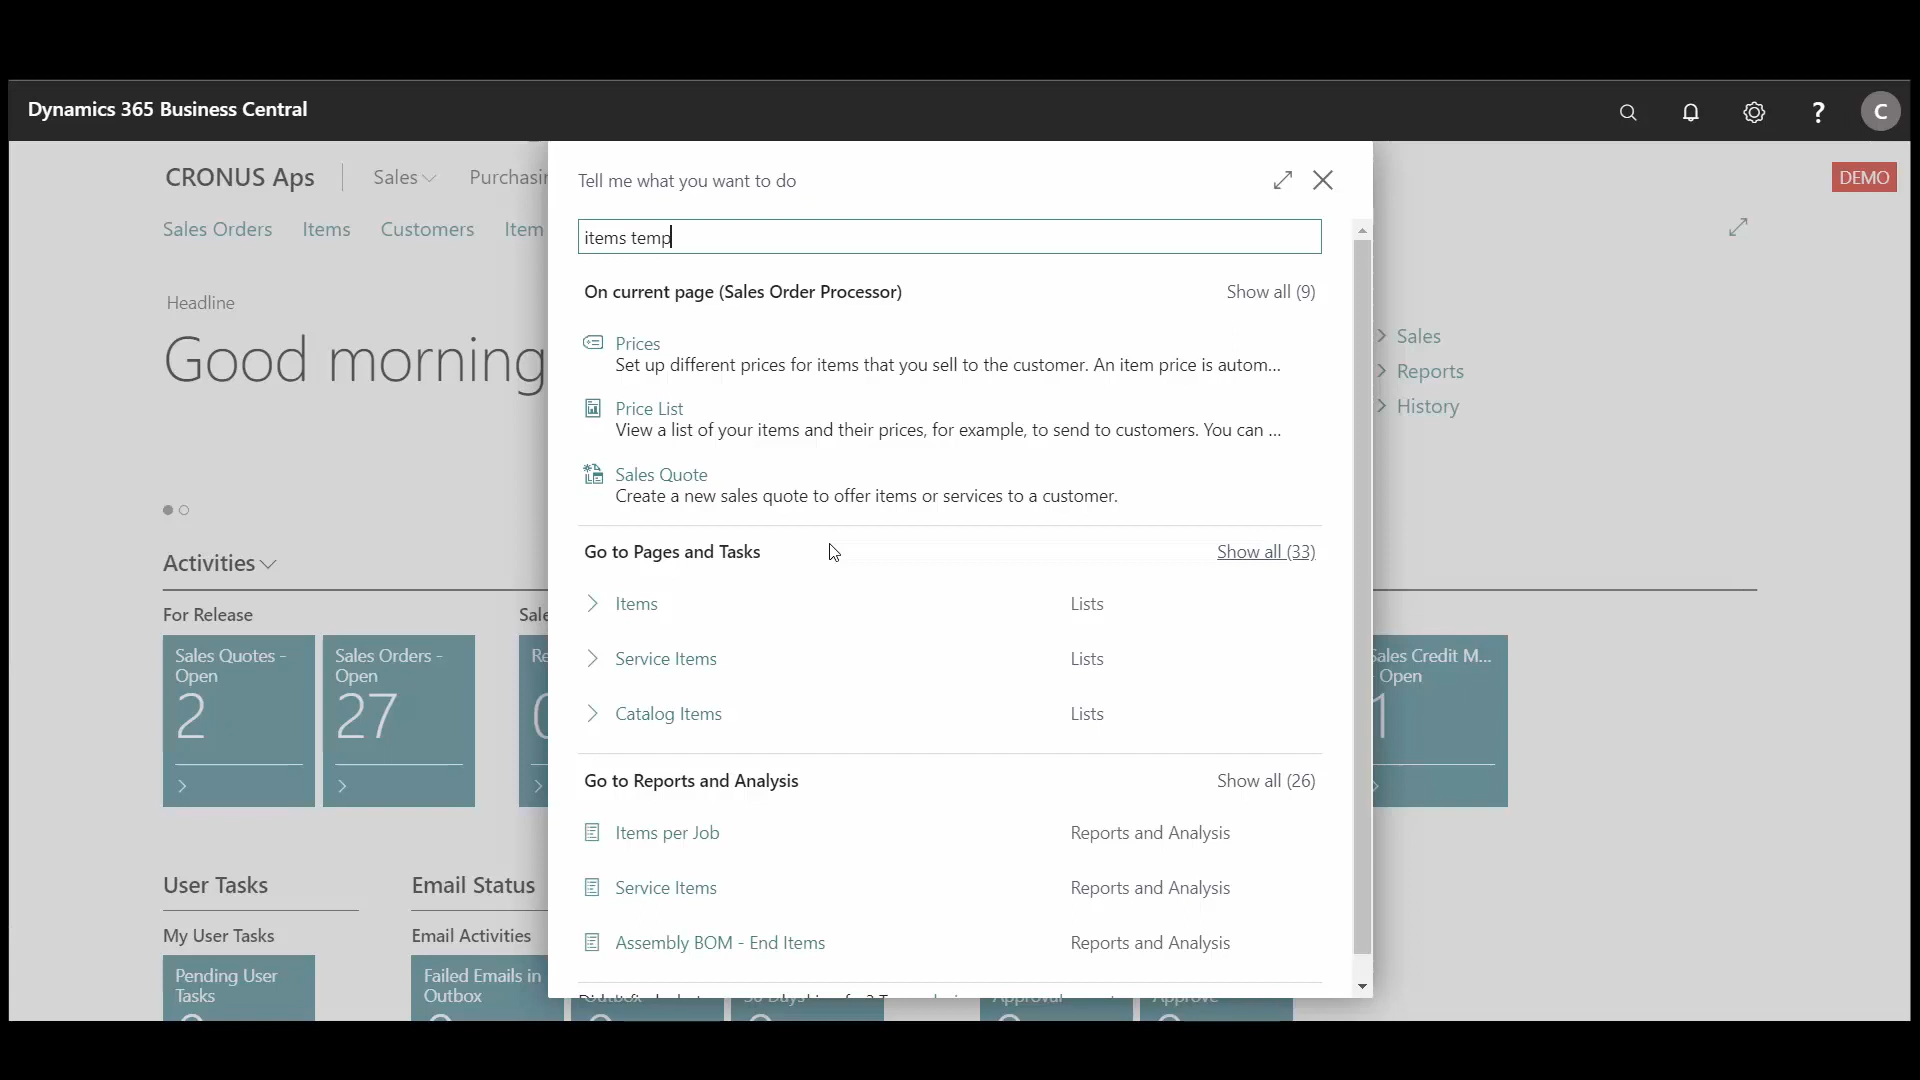 Dynamics 365 Business Central
?
C
CRONUS Aps
Sales
DEMO
Sales Orders
Items
Customers
Item
Headline
Good morning
Activities
For Release
Sales Quotes -
Open
2
Sales Orders -
Open
27
User Tasks
My User Tasks
Pending User
Tasks
Email Status
Email Activities
Failed Emails in
Outbox
Tell me what you want to do
items temp
On current page (Sales Order Processor)
Show all (9)
Prices
Set up different prices for items that you sell to the customer. An item price is autom...
Price List
View a list of your items and their prices, for example, to send to customers. You can ...
Sales Quote
Create a new sales quote to offer items or services to a customer.
Go to Pages and Tasks
Show all (33)
Items Lists
Service Items Lists
Catalog Items Lists
Go to Reports and Analysis
Show all (26)
Items per Job Reports and Analysis
Service Items Reports and Analysis
Assembly BOM - End Items Reports and Analysis
Sales
Reports
History
Sales Credit M...
Open
1